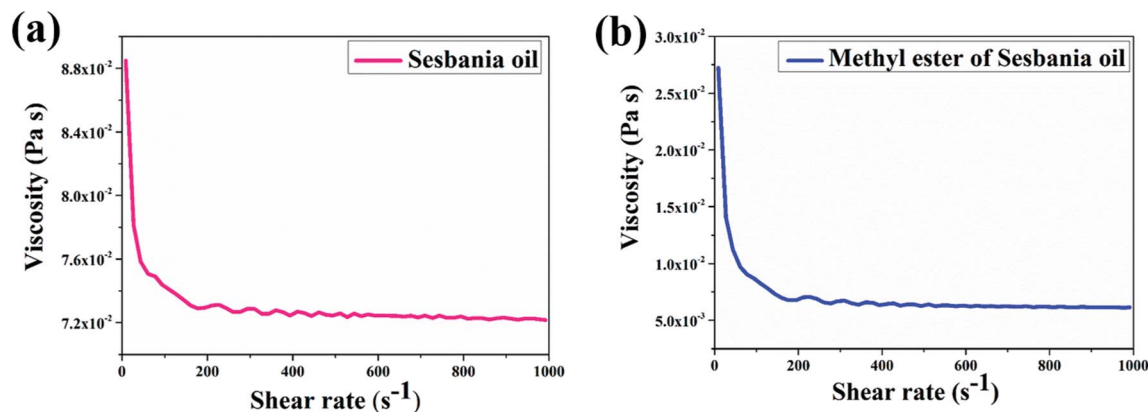 (a)
Sesbania oil
Viscosity (Pa s)
8.8x10⁻²
8.4x10⁻²
8.0x10⁻²
7.6x10⁻²
7.2x10⁻²
0 200 400 600 800 1000
Shear rate (s⁻¹)
(b)
Methyl ester of Sesbania oil
Viscosity (Pa s)
3.0x10⁻²
2.5x10⁻²
2.0x10⁻²
1.5x10⁻²
1.0x10⁻²
5.0x10⁻³
0 200 400 600 800 1000
Shear rate (s⁻¹)